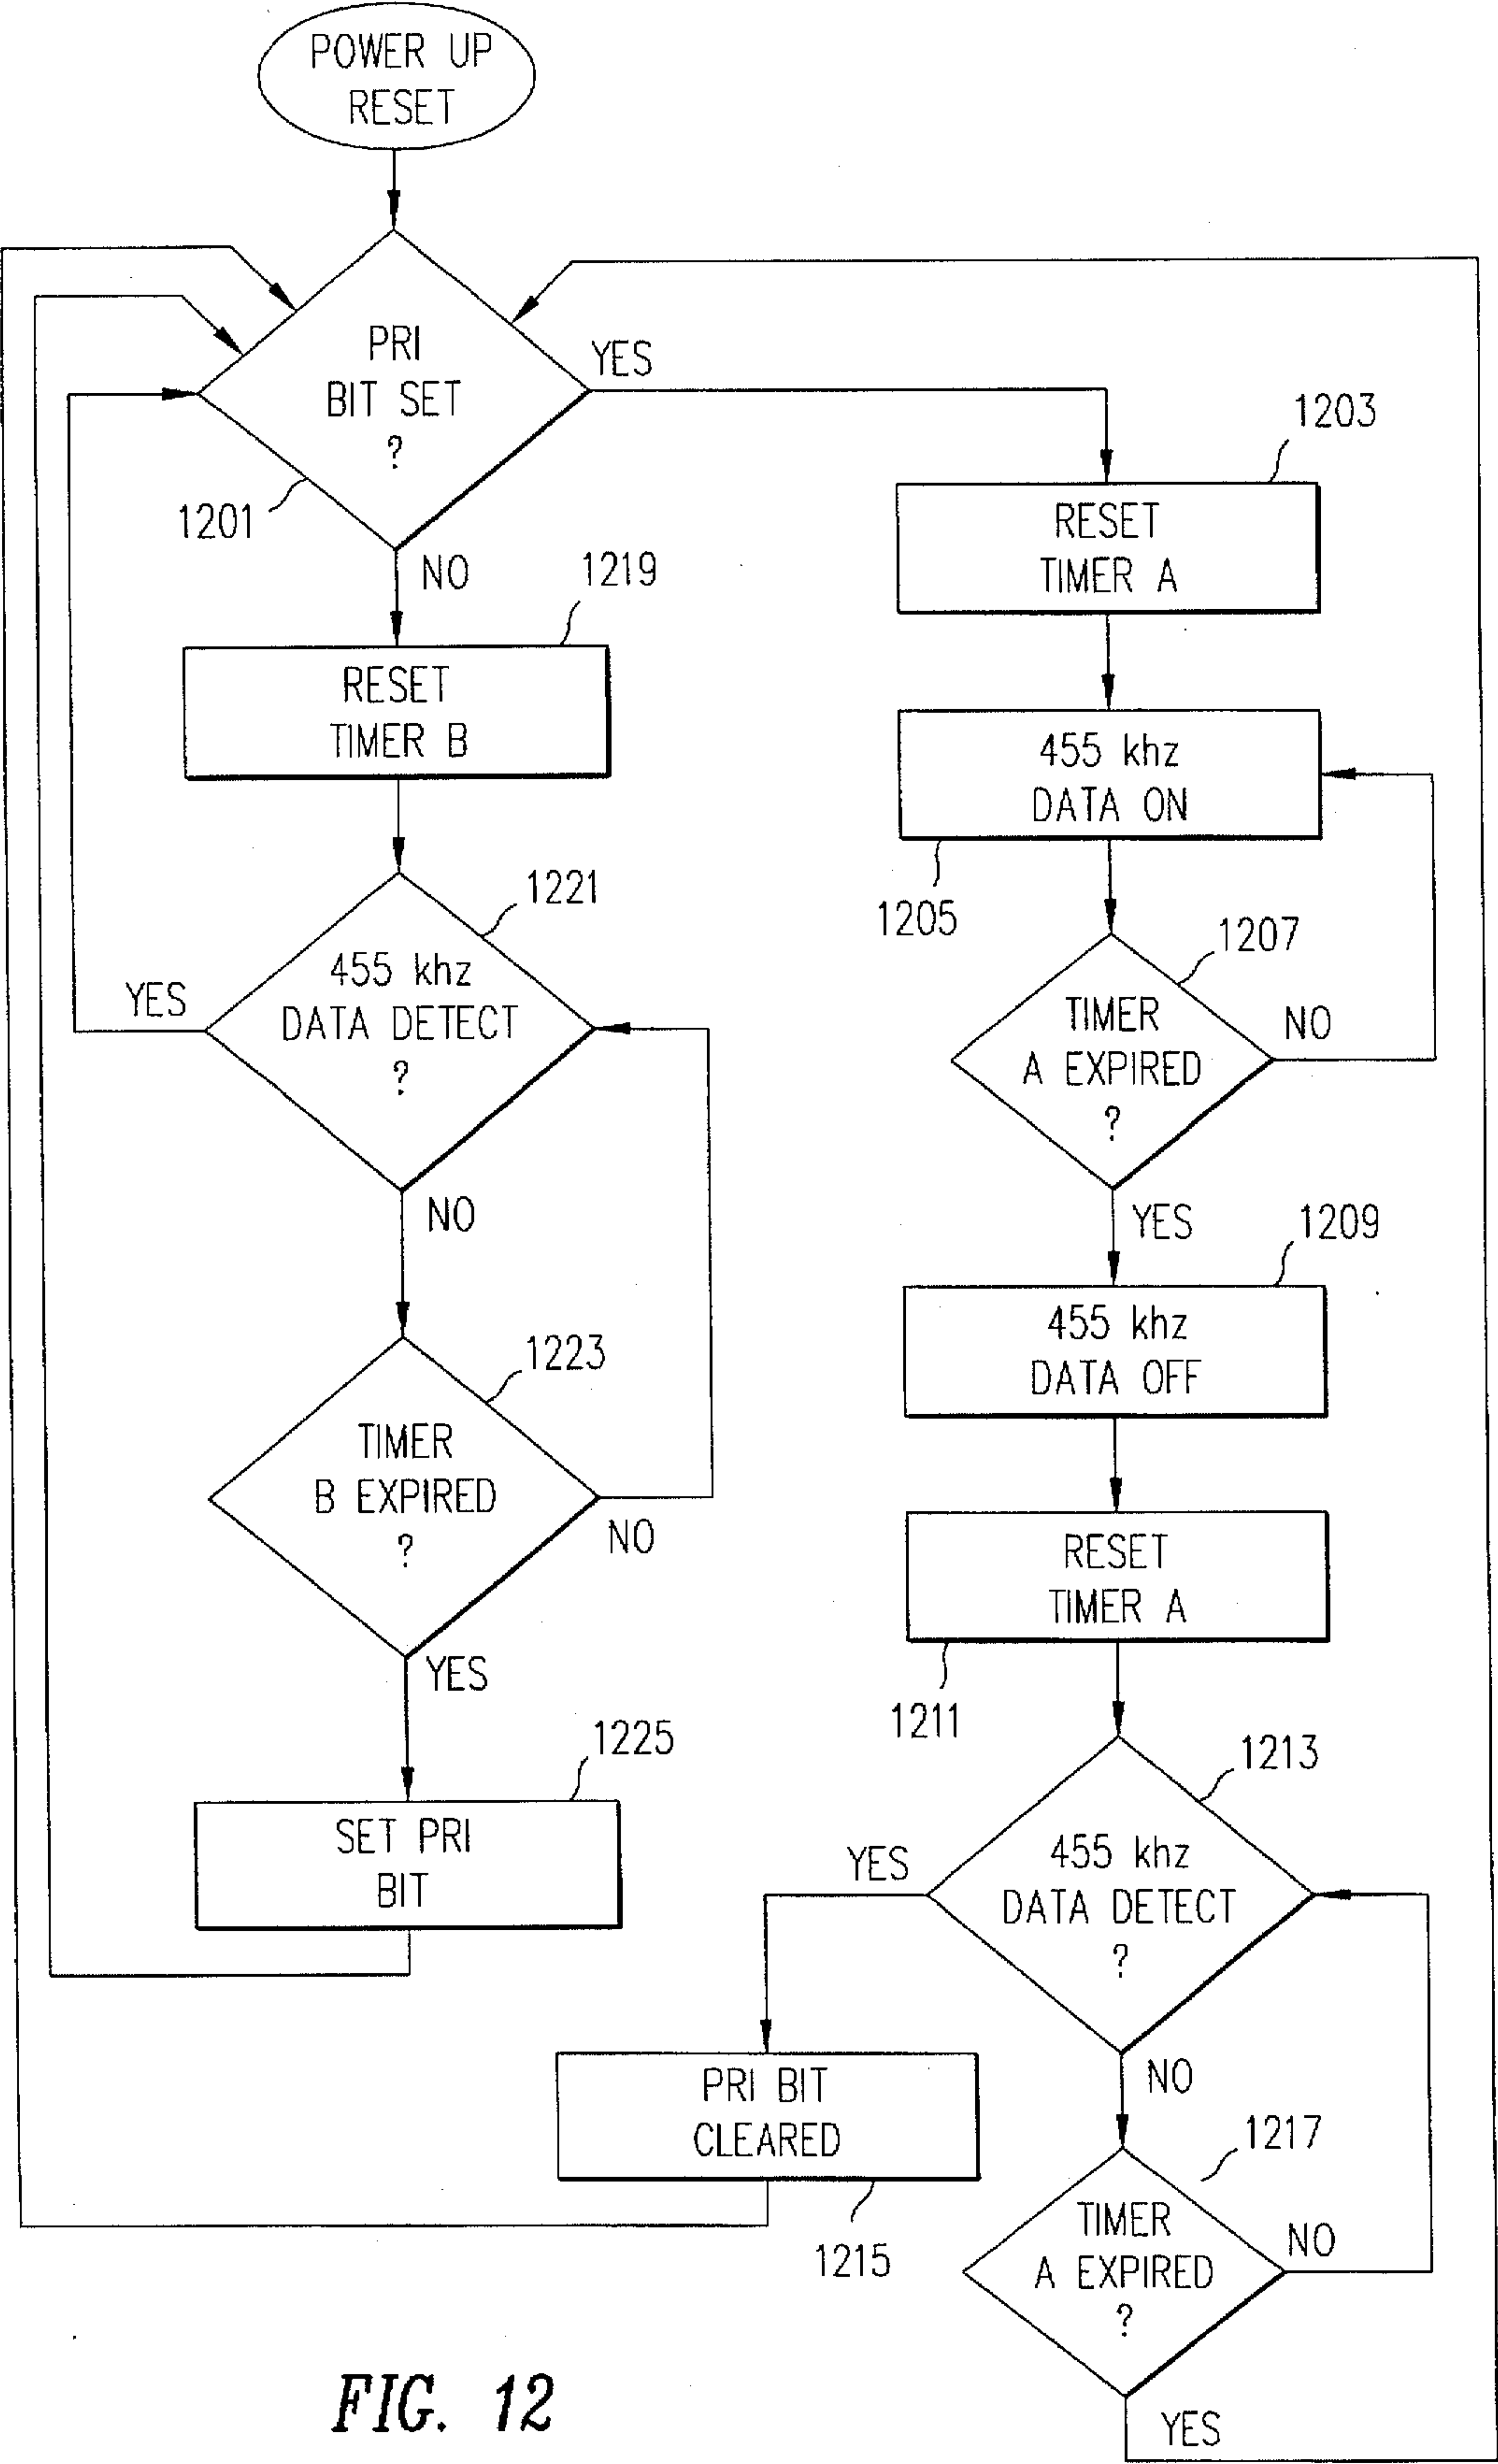 POWER UP
RESET
PRI
BIT SET
?
YES
1201
NO
1203
RESET
TIMER A
1219
RESET
TIMER B
455 khz
DATA ON
1205
1221
455 khz
DATA DETECT
?
YES
NO
1207
TIMER
A EXPIRED
?
NO
YES
1209
455 khz
DATA OFF
1223
TIMER
B EXPIRED
?
NO
YES
RESET
TIMER A
1211
1225
SET PRI
BIT
1213
455 khz
DATA DETECT
?
YES
NO
PRI BIT
CLEARED
1215
1217
TIMER
A EXPIRED
?
NO
YES
FIG. 12